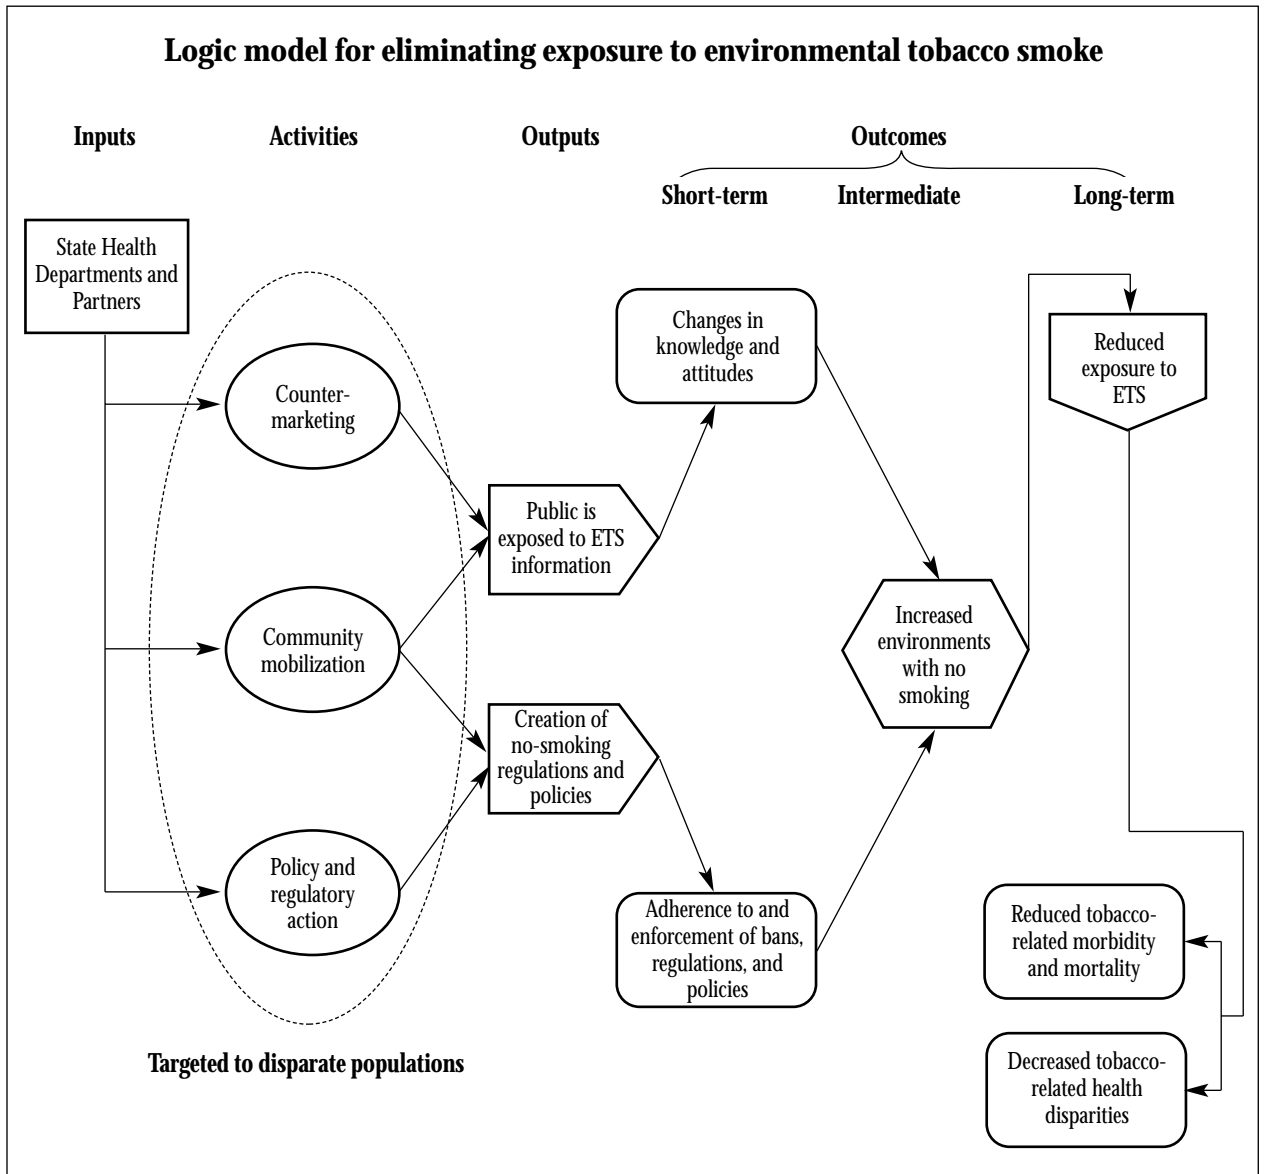 Logic model for eliminating exposure to environmental tobacco smoke
Inputs
Activities
Outputs
Outcomes
Short-term
Intermediate
Long-term
State Health
Departments and
Partners
Counter-
marketing
Community
mobilization
Policy and
regulatory
action
Targeted to disparate populations
Public is
exposed to ETS
information
Creation of
no-smoking
regulations and
policies
Changes in
knowledge and
attitudes
Adherence to and
enforcement of bans,
regulations, and
policies
Increased
environments
with no
smoking
Reduced
exposure to
ETS
Reduced tobacco-
related morbidity
and mortality
Decreased tobacco-
related health
disparities